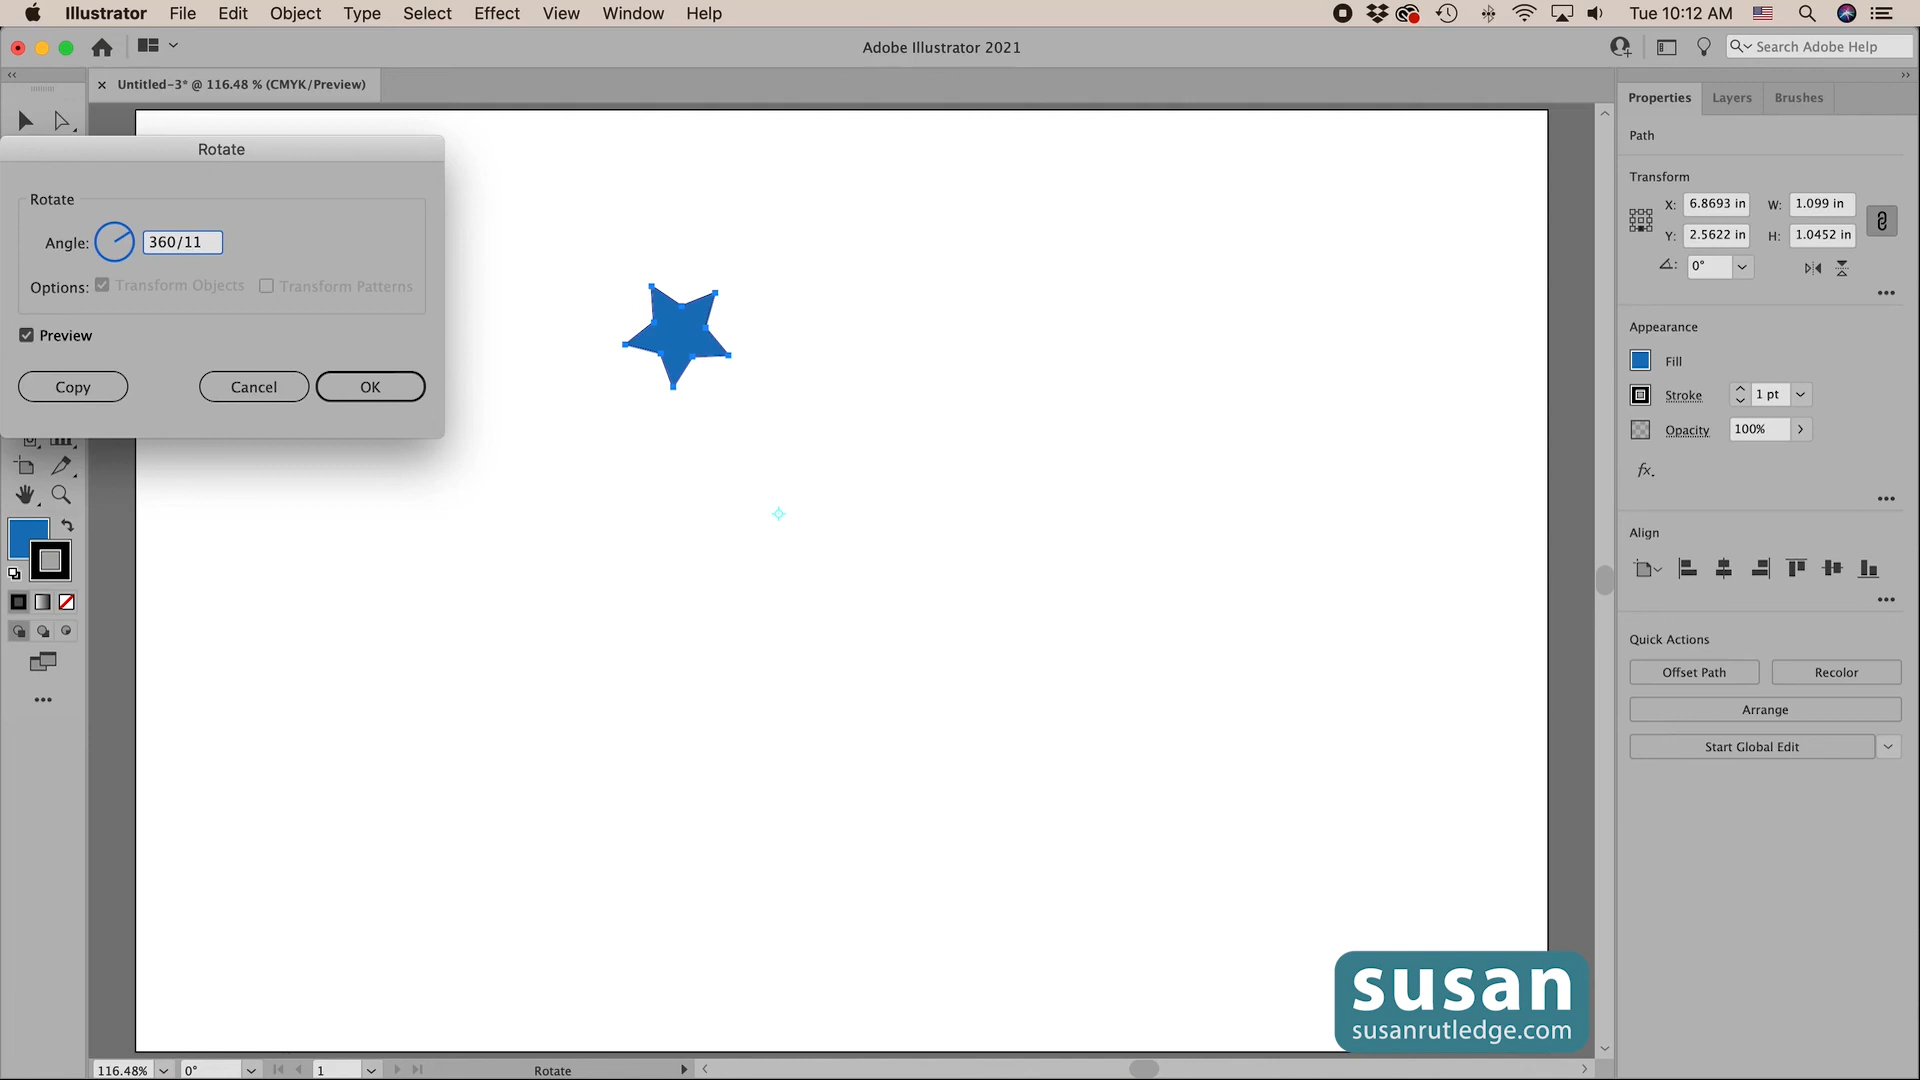 Illustrator File Edit Object Type Select Effect View Window Help
Tue 10:12 AM
Adobe Illustrator 2021
Search Adobe Help
Untitled-3* @ 116.48 % (CMYK/Preview)
Rotate
Rotate
Angle: 360/11
Options: Transform Objects Transform Patterns
Preview
Copy Cancel OK
Properties Layers Brushes
Path
Transform
X: 6.8693 in W: 1.099 in
Y: 2.5622 in H: 1.0452 in
0°
Appearance
Fill
Stroke 1 pt
Opacity 100%
fx.
Align
Quick Actions
Offset Path Recolor
Arrange
Start Global Edit
susan
susanrutledge.com
116.48% 0° 1 Rotate